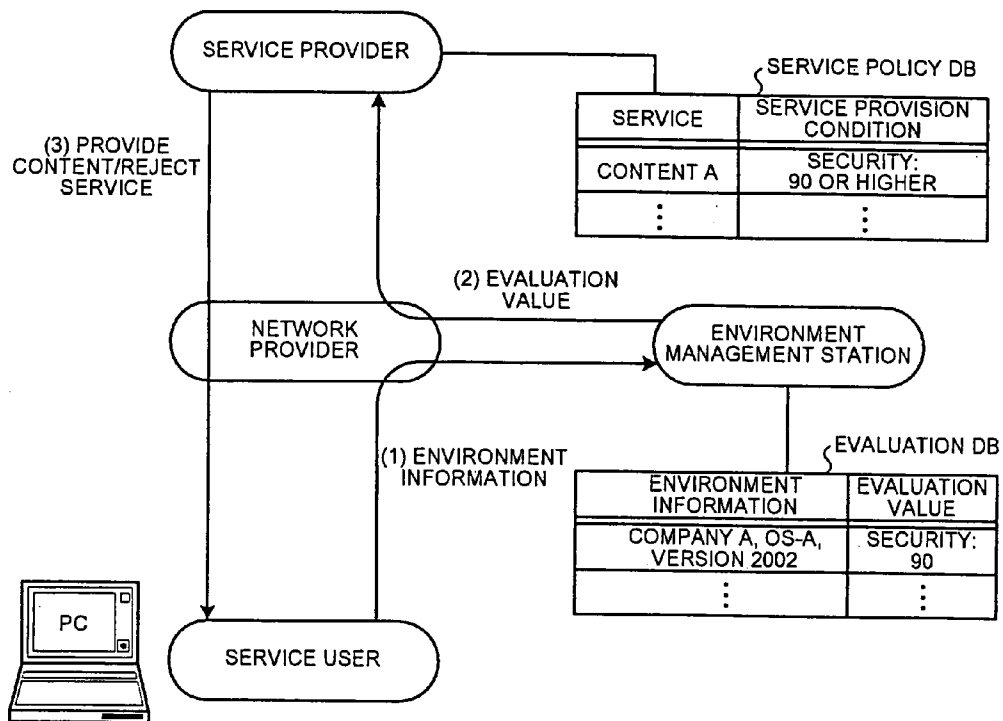 SERVICE PROVIDER
SERVICE POLICY DB
SERVICE
SERVICE PROVISION
CONDITION
CONTENT A
SECURITY:
90 OR HIGHER
(3) PROVIDE
CONTENT/REJECT
SERVICE
(2) EVALUATION
VALUE
NETWORK
PROVIDER
ENVIRONMENT
MANAGEMENT STATION
(1) ENVIRONMENT
INFORMATION
EVALUATION DB
ENVIRONMENT
INFORMATION
EVALUATION
VALUE
COMPANY A, OS-A,
VERSION 2002
SECURITY:
90
PC
SERVICE USER